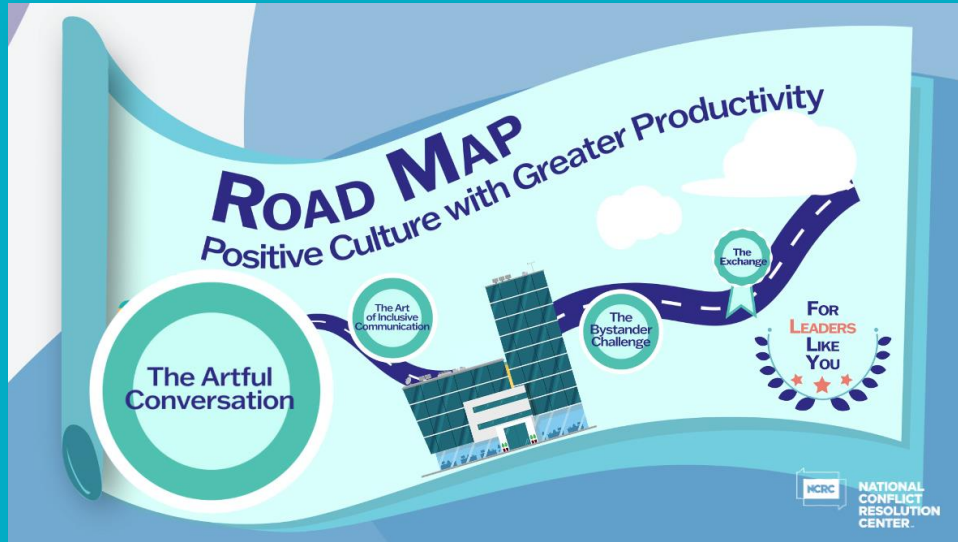 ROAD MAP
Positive Culture with Greater Productivity
The Artful
Conversation
The Art
of Inclusive
Communication
The
Bystander
Challenge
The
Exchange
FOR
LEADERS
LIKE
YOU
NCRC
NATIONAL
CONFLICT
RESOLUTION
CENTER